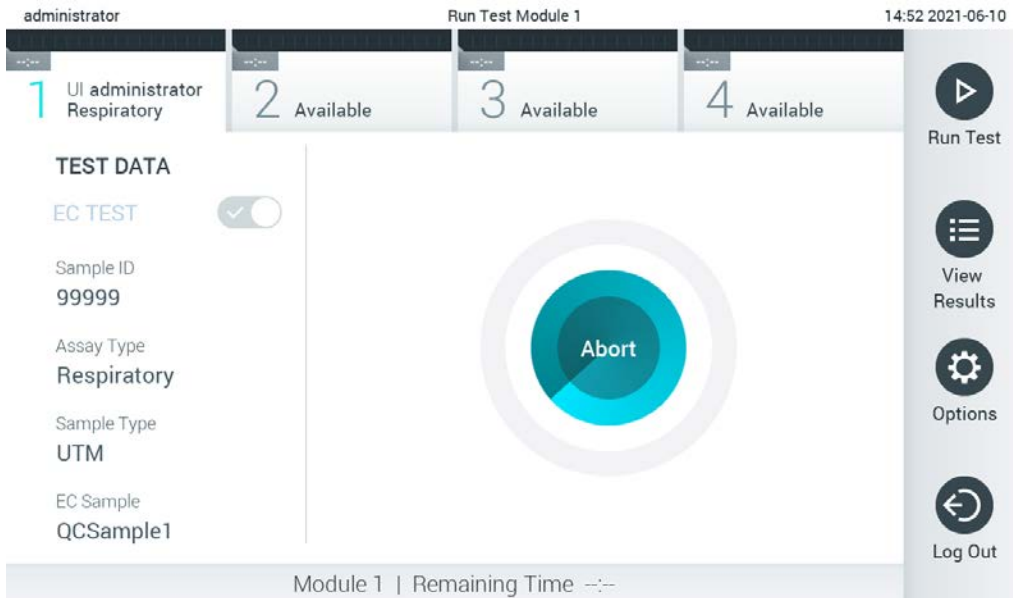 administrator
Run Test Module 1
14:52 2021-06-10
--:--
--:--
--:--
--:--
1
UI administrator
Respiratory
2 Available
3 Available
4 Available
Run Test
TEST DATA
EC TEST
Sample ID
99999
Assay Type
Respiratory
Sample Type
UTM
EC Sample
QCSample1
Abort
View
Results
Options
Log Out
Module 1 | Remaining Time --:--